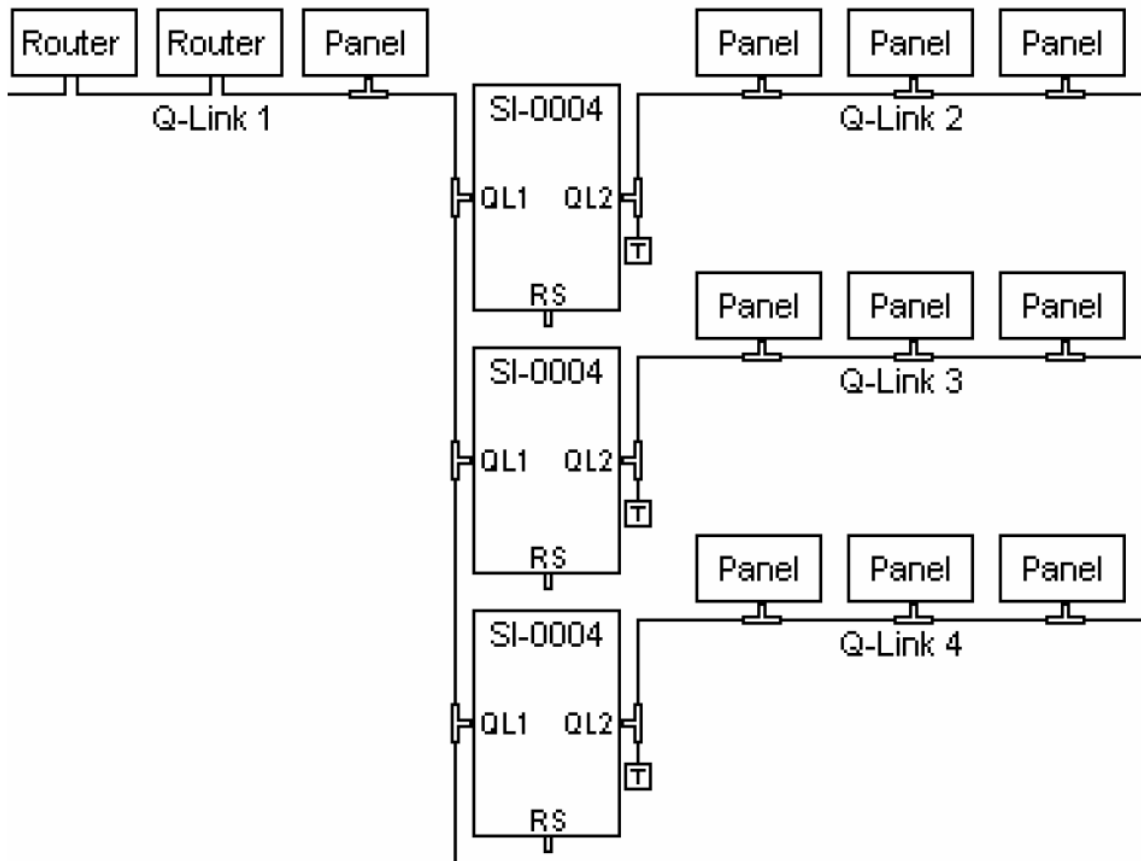 Router Router Panel
Q-Link 1
Panel Panel Panel
Q-Link 2
SI-0004
QL1 QL2
T
RS
Panel Panel Panel
Q-Link 3
SI-0004
QL1 QL2
T
RS
Panel Panel Panel
Q-Link 4
SI-0004
QL1 QL2
T
RS